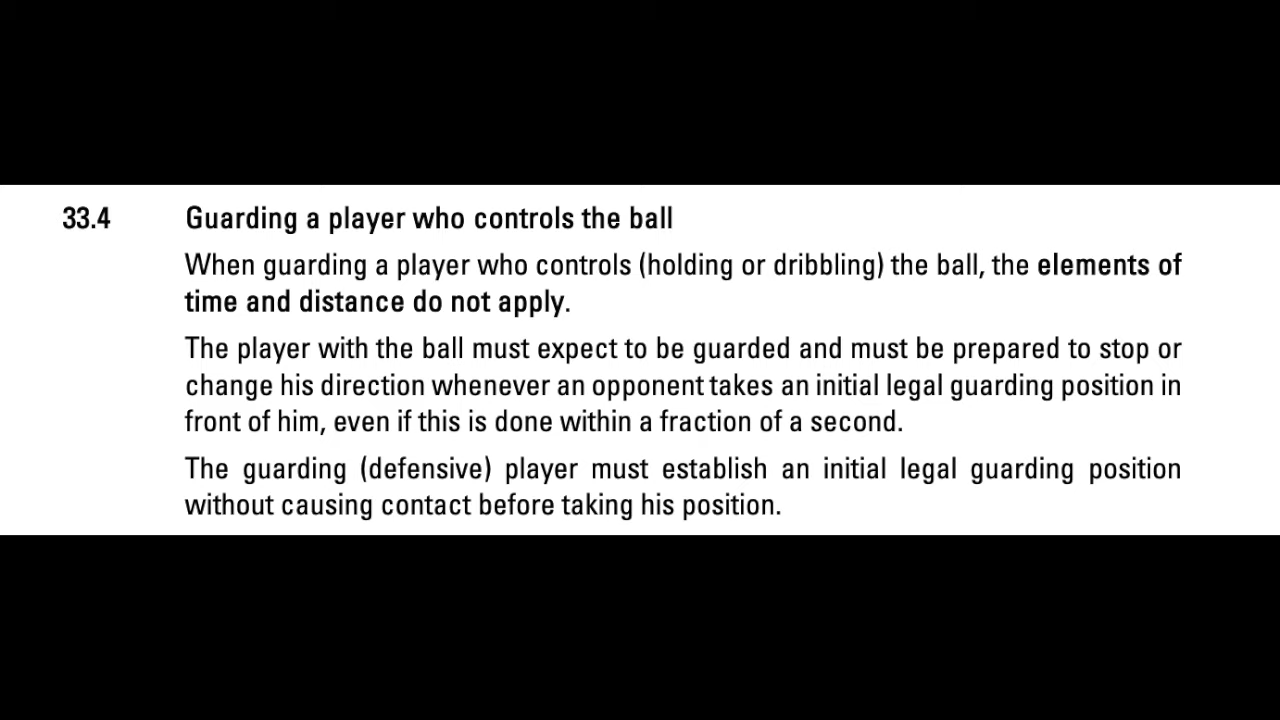 33.4 Guarding a player who controls the ball
When guarding a player who controls (holding or dribbling) the ball, the elements of
time and distance do not apply.
The player with the ball must expect to be guarded and must be prepared to stop or
change his direction whenever an opponent takes an initial legal guarding position in
front of him, even if this is done within a fraction of a second.
The guarding (defensive) player must establish an initial legal guarding position
without causing contact before taking his position.